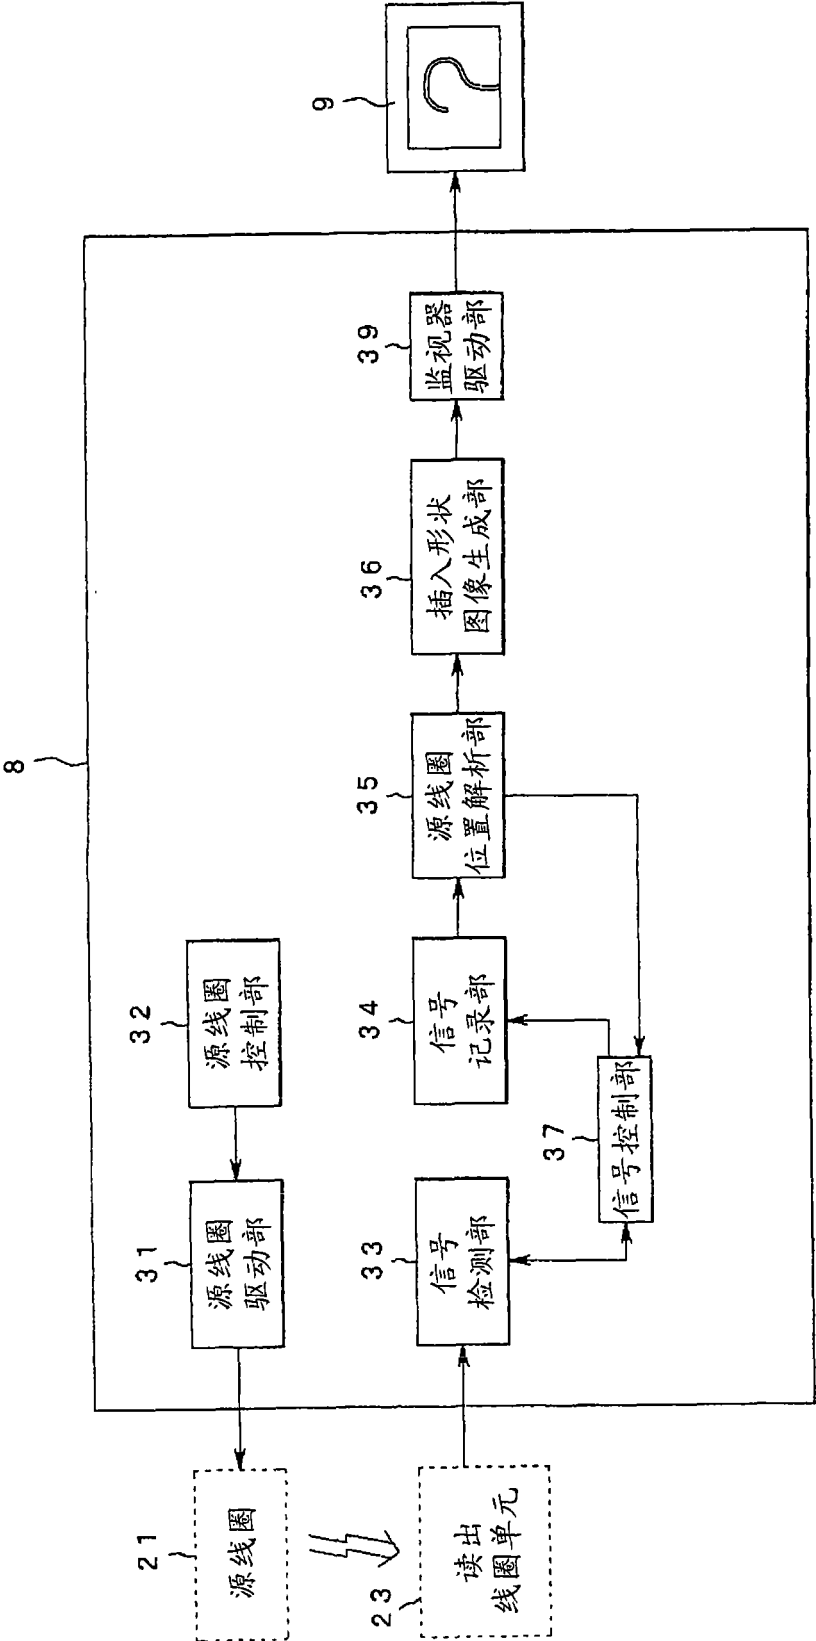 8
21
源线圈
31
源线圈
驱动部
32
源线圈
控制部
23
读出
线圈单元
33
信号
检测部
34
信号
记录部
35
源线圈
位置解析部
36
插入形状
图像生成部
39
监视器
驱动部
9
37
信号控制部